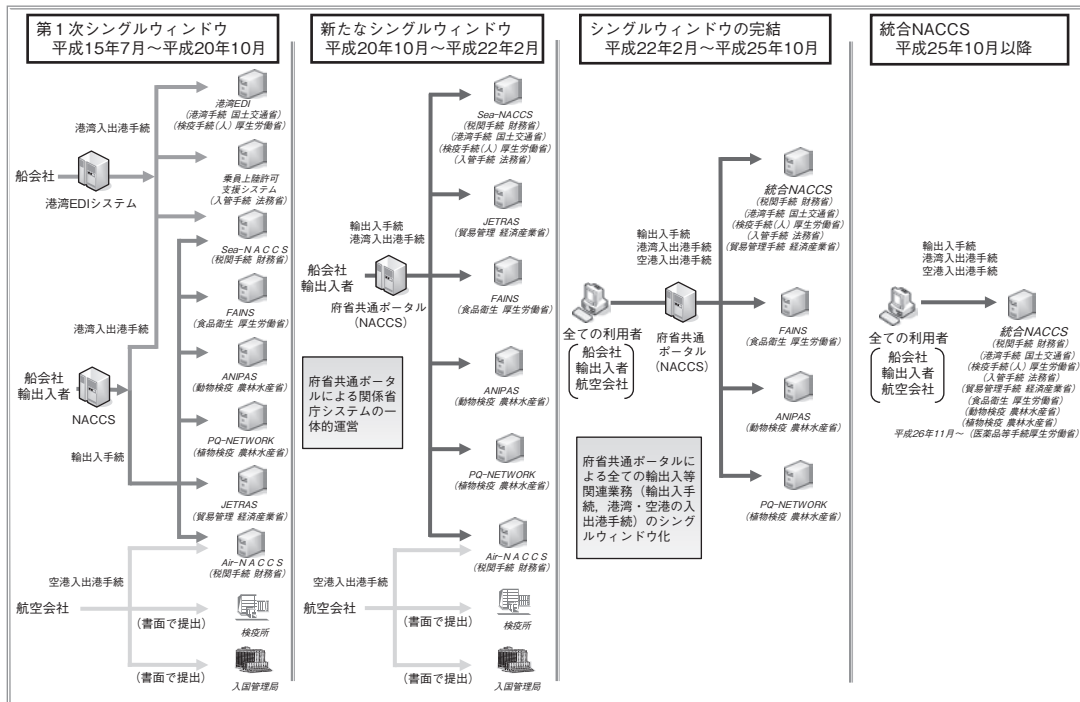 第1次シングルウィンドウ
平成15年7月～平成20年10月
港湾EDI
(港湾手続 国土交通省)
(検疫手続(人) 厚生労働省)
港湾入出港手続
船会社
港湾EDIシステム
乗員上陸許可
支援システム
(入管手続 法務省)
Sea-NACCS
(税関手続 財務省)
FAINS
(食品衛生 厚生労働省)
港湾入出港手続
ANIPAS
(動物検疫 農林水産省)
船会社
輸出入者
NACCS
PQ-NETWORK
(植物検疫 農林水産省)
輸出入手続
JETRAS
(貿易管理 経済産業省)
Air-NACCS
(税関手続 財務省)
空港入出港手続
航空会社
(書面で提出)
検疫所
(書面で提出)
入国管理局
新たなシングルウィンドウ
平成20年10月～平成22年2月
Sea-NACCS
(税関手続 財務省)
(港湾手続 国土交通省)
(検疫手続(人) 厚生労働省)
(入管手続 法務省)
JETRAS
(貿易管理 経済産業省)
輸出入手続
港湾入出港手続
船会社
輸出入者
府省共通ポータル
(NACCS)
FAINS
(食品衛生 厚生労働省)
府省共通ポータ
ルによる関係省
庁システムの一
体的運営
ANIPAS
(動物検疫 農林水産省)
PQ-NETWORK
(植物検疫 農林水産省)
Air-NACCS
(税関手続 財務省)
空港入出港手続
航空会社
(書面で提出)
検疫所
(書面で提出)
入国管理局
シングルウィンドウの完結
平成22年2月～平成25年10月
統合NACCS
(税関手続 財務省)
(港湾手続 国土交通省)
(検疫手続(人) 厚生労働省)
(入管手続 法務省)
(貿易管理手続 経済産業省)
輸出入手続
港湾入出港手続
空港入出港手続
全ての利用者
船会社
輸出入者
航空会社
府省共通
ポータル
(NACCS)
FAINS
(食品衛生 厚生労働省)
ANIPAS
(動物検疫 農林水産省)
PQ-NETWORK
(植物検疫 農林水産省)
府省共通ポータルによ
る全ての輸出入等
関連業務（輸出入手
続，港湾・空港の入
出港手続）のシング
ルウィンドウ化
統合NACCS
平成25年10月以降
輸出入手続
港湾入出港手続
空港入出港手続
全ての利用者
船会社
輸出入者
航空会社
統合NACCS
(税関手続 財務省)
(港湾手続 国土交通省)
(検疫手続(人) 厚生労働省)
(入管手続 法務省)
(貿易管理手続 経済産業省)
(食品衛生 厚生労働省)
(動物検疫 農林水産省)
(植物検疫 農林水産省)
平成26年11月～(医薬品等手続厚生労働省)